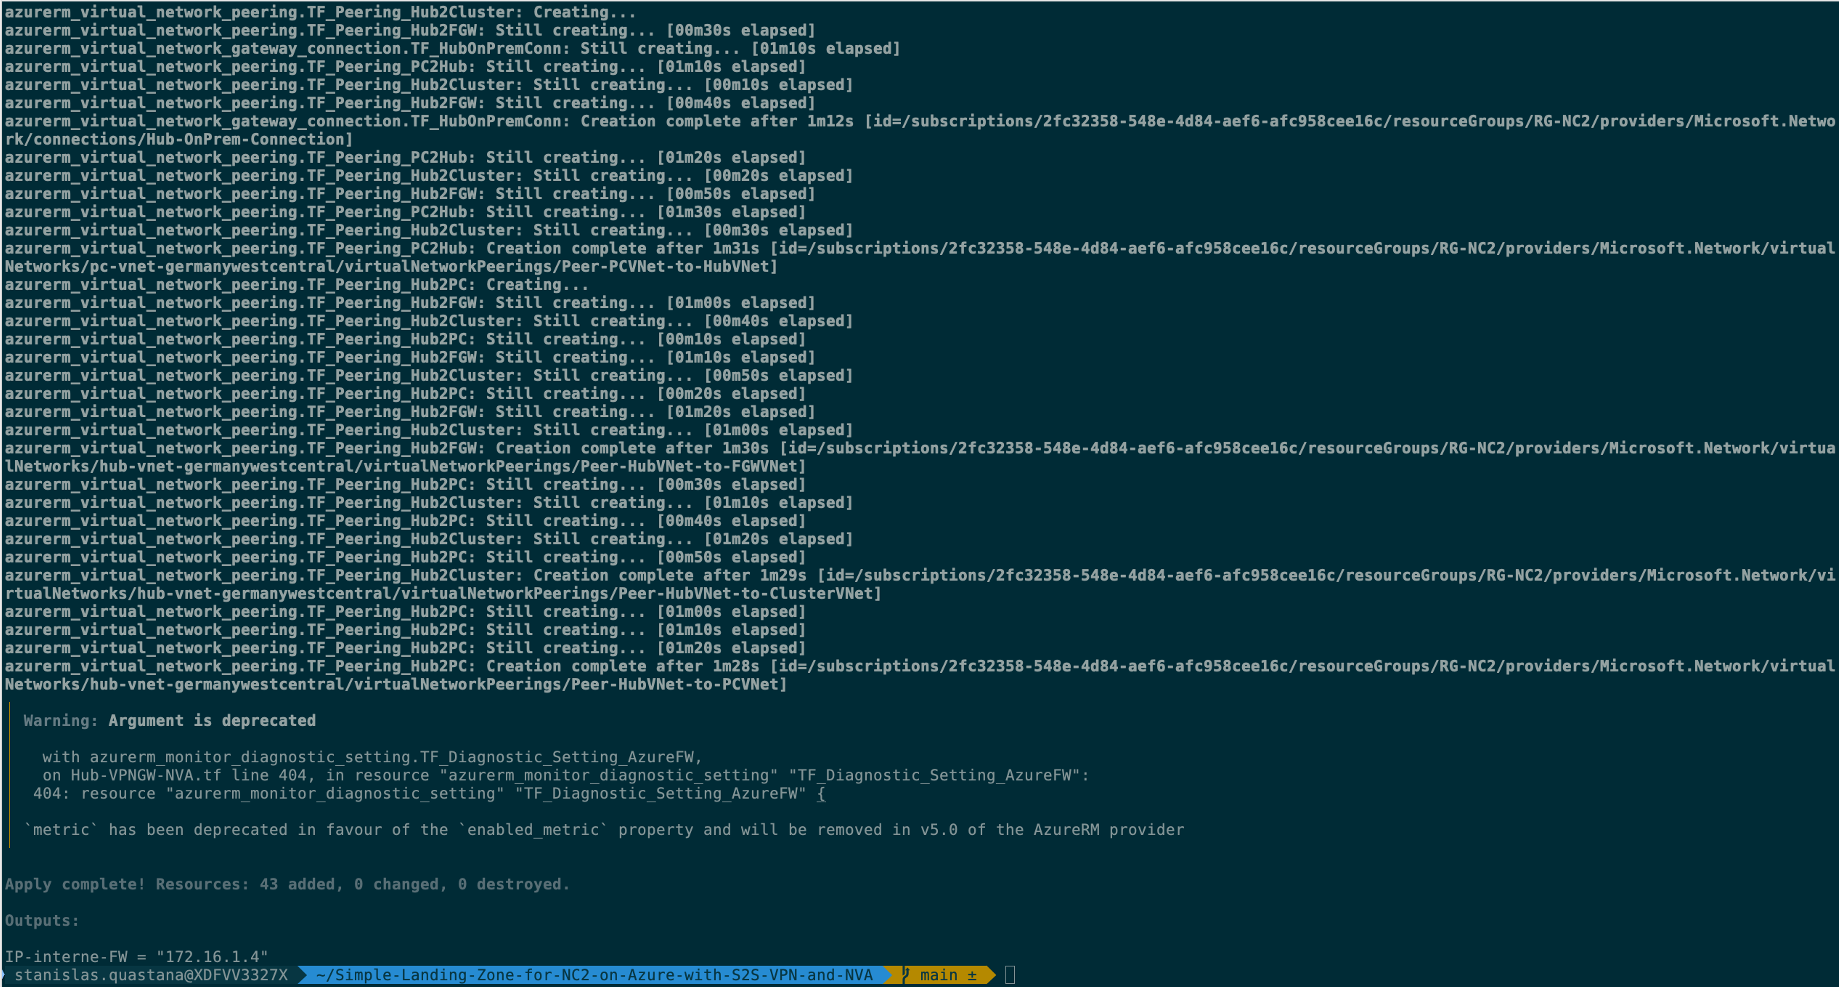 azurerm_virtual_network_peering.TF_Peering_Hub2Cluster: Creating...
azurerm_virtual_network_peering.TF_Peering_Hub2FGW: Still creating... [00m30s elapsed]
azurerm_virtual_network_gateway_connection.TF_HubOnPremConn: Still creating... [01m10s elapsed]
azurerm_virtual_network_peering.TF_Peering_PC2Hub: Still creating... [01m10s elapsed]
azurerm_virtual_network_peering.TF_Peering_Hub2Cluster: Still creating... [00m10s elapsed]
azurerm_virtual_network_peering.TF_Peering_Hub2FGW: Still creating... [00m40s elapsed]
azurerm_virtual_network_gateway_connection.TF_HubOnPremConn: Creation complete after 1m12s [id=/subscriptions/2fc32358-548e-4d84-aef6-afc958cee16c/resourceGroups/RG-NC2/providers/Microsoft.Netwo
rk/connections/Hub-OnPrem-Connection]
azurerm_virtual_network_peering.TF_Peering_PC2Hub: Still creating... [01m20s elapsed]
azurerm_virtual_network_peering.TF_Peering_Hub2Cluster: Still creating... [00m20s elapsed]
azurerm_virtual_network_peering.TF_Peering_Hub2FGW: Still creating... [00m50s elapsed]
azurerm_virtual_network_peering.TF_Peering_PC2Hub: Still creating... [01m30s elapsed]
azurerm_virtual_network_peering.TF_Peering_Hub2Cluster: Still creating... [00m30s elapsed]
azurerm_virtual_network_peering.TF_Peering_PC2Hub: Creation complete after 1m31s [id=/subscriptions/2fc32358-548e-4d84-aef6-afc958cee16c/resourceGroups/RG-NC2/providers/Microsoft.Network/virtual
Networks/pc-vnet-germanywestcentral/virtualNetworkPeerings/Peer-PCVNet-to-HubVNet]
azurerm_virtual_network_peering.TF_Peering_Hub2PC: Creating...
azurerm_virtual_network_peering.TF_Peering_Hub2FGW: Still creating... [01m00s elapsed]
azurerm_virtual_network_peering.TF_Peering_Hub2Cluster: Still creating... [00m40s elapsed]
azurerm_virtual_network_peering.TF_Peering_Hub2PC: Still creating... [00m10s elapsed]
azurerm_virtual_network_peering.TF_Peering_Hub2FGW: Still creating... [01m10s elapsed]
azurerm_virtual_network_peering.TF_Peering_Hub2Cluster: Still creating... [00m50s elapsed]
azurerm_virtual_network_peering.TF_Peering_Hub2PC: Still creating... [00m20s elapsed]
azurerm_virtual_network_peering.TF_Peering_Hub2FGW: Still creating... [01m20s elapsed]
azurerm_virtual_network_peering.TF_Peering_Hub2Cluster: Still creating... [01m00s elapsed]
azurerm_virtual_network_peering.TF_Peering_Hub2FGW: Creation complete after 1m30s [id=/subscriptions/2fc32358-548e-4d84-aef6-afc958cee16c/resourceGroups/RG-NC2/providers/Microsoft.Network/virtua
lNetworks/hub-vnet-germanywestcentral/virtualNetworkPeerings/Peer-HubVNet-to-FGWVNet]
azurerm_virtual_network_peering.TF_Peering_Hub2PC: Still creating... [00m30s elapsed]
azurerm_virtual_network_peering.TF_Peering_Hub2Cluster: Still creating... [01m10s elapsed]
azurerm_virtual_network_peering.TF_Peering_Hub2PC: Still creating... [00m40s elapsed]
azurerm_virtual_network_peering.TF_Peering_Hub2Cluster: Still creating... [01m20s elapsed]
azurerm_virtual_network_peering.TF_Peering_Hub2PC: Still creating... [00m50s elapsed]
azurerm_virtual_network_peering.TF_Peering_Hub2Cluster: Creation complete after 1m29s [id=/subscriptions/2fc32358-548e-4d84-aef6-afc958cee16c/resourceGroups/RG-NC2/providers/Microsoft.Network/vi
rtualNetworks/hub-vnet-germanywestcentral/virtualNetworkPeerings/Peer-HubVNet-to-ClusterVNet]
azurerm_virtual_network_peering.TF_Peering_Hub2PC: Still creating... [01m00s elapsed]
azurerm_virtual_network_peering.TF_Peering_Hub2PC: Still creating... [01m10s elapsed]
azurerm_virtual_network_peering.TF_Peering_Hub2PC: Still creating... [01m20s elapsed]
azurerm_virtual_network_peering.TF_Peering_Hub2PC: Creation complete after 1m28s [id=/subscriptions/2fc32358-548e-4d84-aef6-afc958cee16c/resourceGroups/RG-NC2/providers/Microsoft.Network/virtual
Networks/hub-vnet-germanywestcentral/virtualNetworkPeerings/Peer-HubVNet-to-PCVNet]
Warning: Argument is deprecated
with azurerm_monitor_diagnostic_setting.TF_Diagnostic_Setting_AzureFW,
on Hub-VPNGW-NVA.tf line 404, in resource "azurerm_monitor_diagnostic_setting" "TF_Diagnostic_Setting_AzureFW":
404: resource "azurerm_monitor_diagnostic_setting" "TF_Diagnostic_Setting_AzureFW" {
`metric` has been deprecated in favour of the `enabled_metric` property and will be removed in v5.0 of the AzureRM provider
Apply complete! Resources: 43 added, 0 changed, 0 destroyed.
Outputs:
IP-interne-FW = "172.16.1.4"
stanislas.quastana@XDFVV3327X ~/Simple-Landing-Zone-for-NC2-on-Azure-with-S2S-VPN-and-NVA main ±